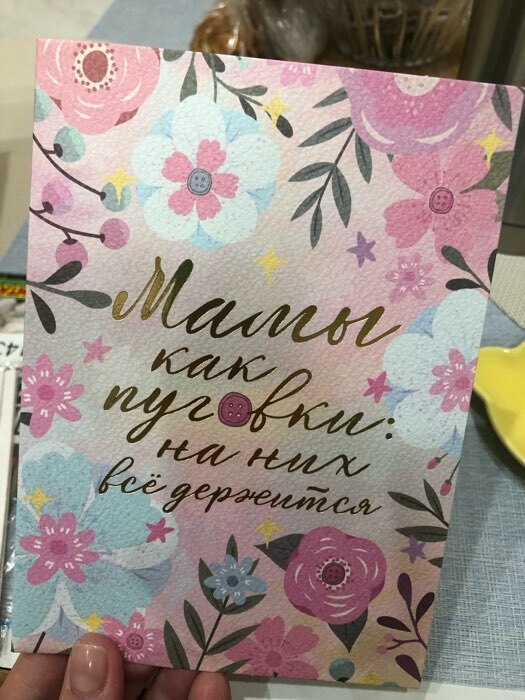 Мамы
как
пуговки:
на них
всё держится